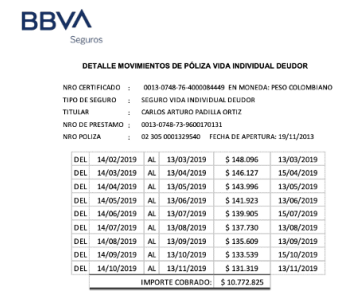 BBVA
Seguros
DETALLE MOVIMIENTOS DE PÓLIZA VIDA INDIVIDUAL DEUDOR
NRO CERTIFICADO : 0013-0748-76-4000084449 EN MONEDA: PESO COLOMBIANO
TIPO DE SEGURO : SEGURO VIDA INDIVIDUAL DEUDOR
TITULAR : CARLOS ARTURO PADILLA ORTIZ
NRO DE PRESTAMO : 0013-0748-73-9600170131
NRO POLIZA : 02 305 0001329540 FECHA DE APERTURA: 19/11/2013
DEL 14/02/2019 AL 13/03/2019 $ 148.096 13/03/2019
DEL 14/03/2019 AL 13/04/2019 $ 146.127 15/04/2019
DEL 14/04/2019 AL 13/05/2019 $ 143.996 13/05/2019
DEL 14/05/2019 AL 13/06/2019 $ 141.923 13/06/2019
DEL 14/06/2019 AL 13/07/2019 $ 139.905 15/07/2019
DEL 14/07/2019 AL 13/08/2019 $ 137.730 13/08/2019
DEL 14/08/2019 AL 13/09/2019 $ 135.609 13/09/2019
DEL 14/09/2019 AL 13/10/2019 $ 133.539 15/10/2019
DEL 14/10/2019 AL 13/11/2019 $ 131.319 13/11/2019
IMPORTE COBRADO: $ 10.772.825